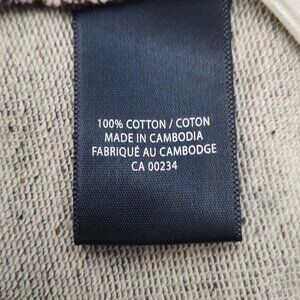 100% COTTON / COTON
MADE IN CAMBODIA
FABRIQUÉ AU CAMBODGE
CA 00234